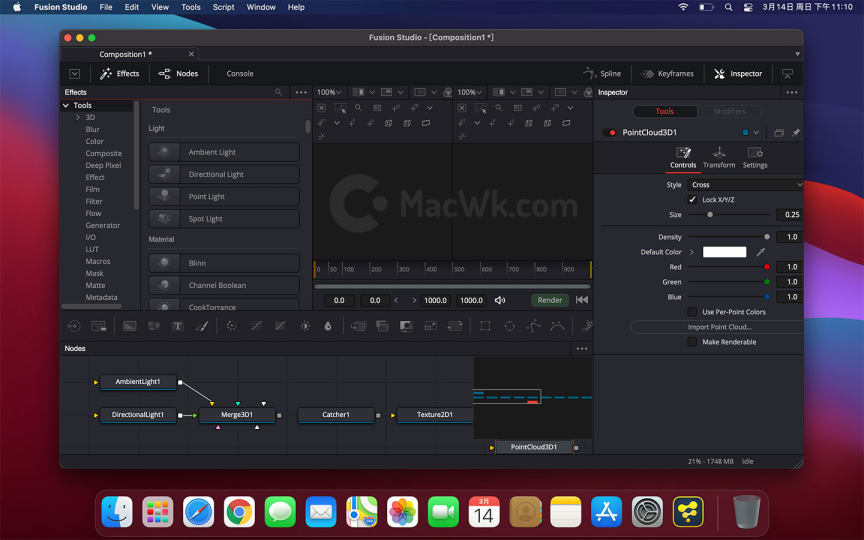 Fusion Studio File Edit View Tools Script Window Help 3月14日 周日 下午11:10
Fusion Studio - [Composition1 *]
Composition1 *
Effects Nodes Console Spline Keyframes Inspector
Effects 100% 100% Inspector
Tools
3D
Blur
Color
Composite
Deep Pixel
Effect
Film
Filter
Flow
Generator
I/O
LUT
Macros
Mask
Matte
Metadata
Tools
Light
Ambient Light
Directional Light
Point Light
Spot Light
Material
Blinn
Channel Boolean
CookTorrance
MacWk.com
0 50 100 200 300 400 500 600 700 800 900
0.0 0.0 1000.0 1000.0 Render
Tools Modifiers
PointCloud3D1
Controls Transform Settings
Style Cross
Lock X/Y/Z
Size 0.25
Density 1.0
Default Color
Red 1.0
Green 1.0
Blue 1.0
Use Per-Point Colors
Import Point Cloud...
Make Renderable
T
Nodes
AmbientLight1
DirectionalLight1 Merge3D1 Catcher1 Texture2D1
PointCloud3D1
21% - 1748 MB Idle
3月
14